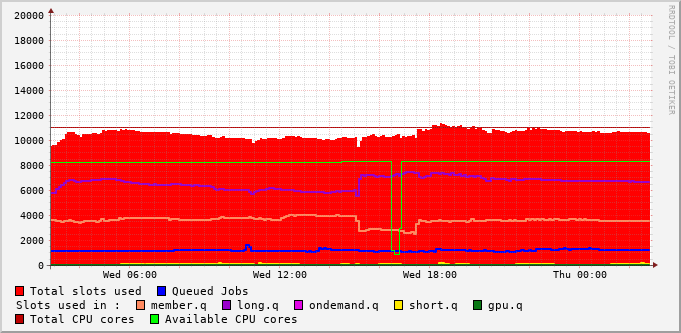 20000
18000
16000
14000
12000
10000
8000
6000
4000
2000
0
Wed 06:00 Wed 12:00 Wed 18:00 Thu 00:00
Total slots used Queued Jobs
Slots used in : member.q long.q ondemand.q short.q gpu.q
Total CPU cores Available CPU cores
RRDTOOL / TOBI OETIKER